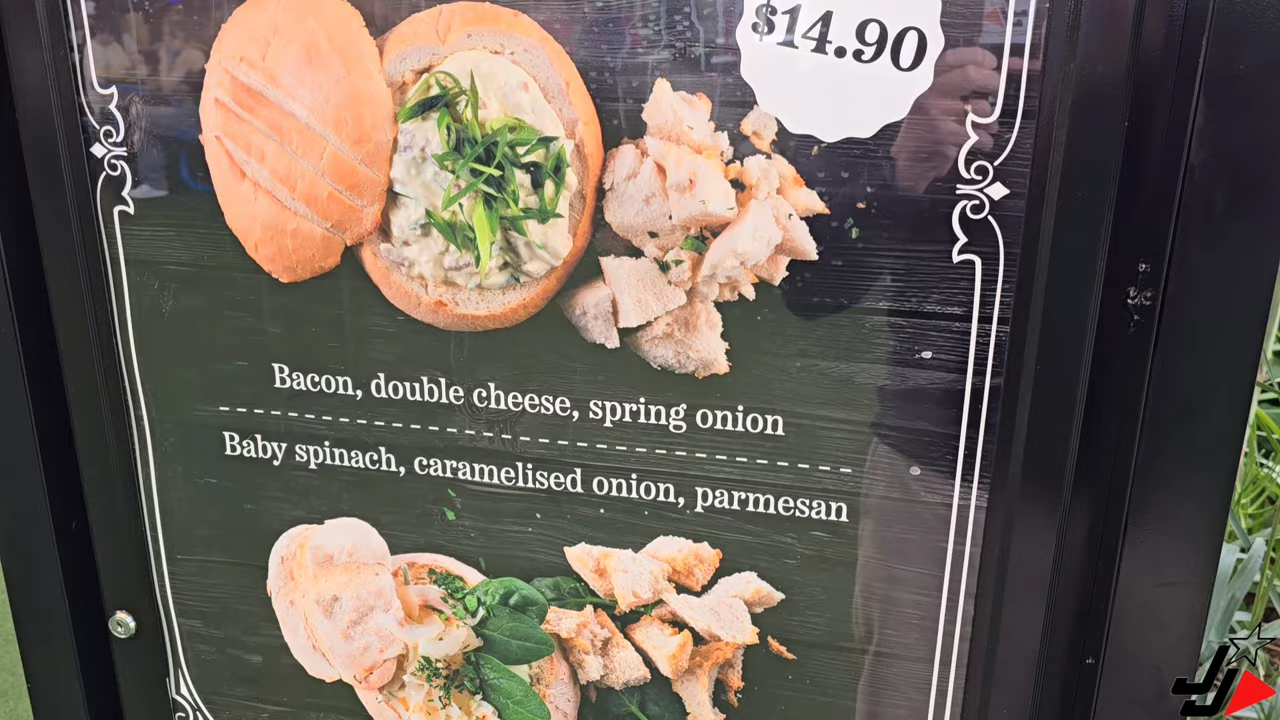 $14.90
Bacon, double cheese, spring onion
Baby spinach, caramelised onion, parmesan